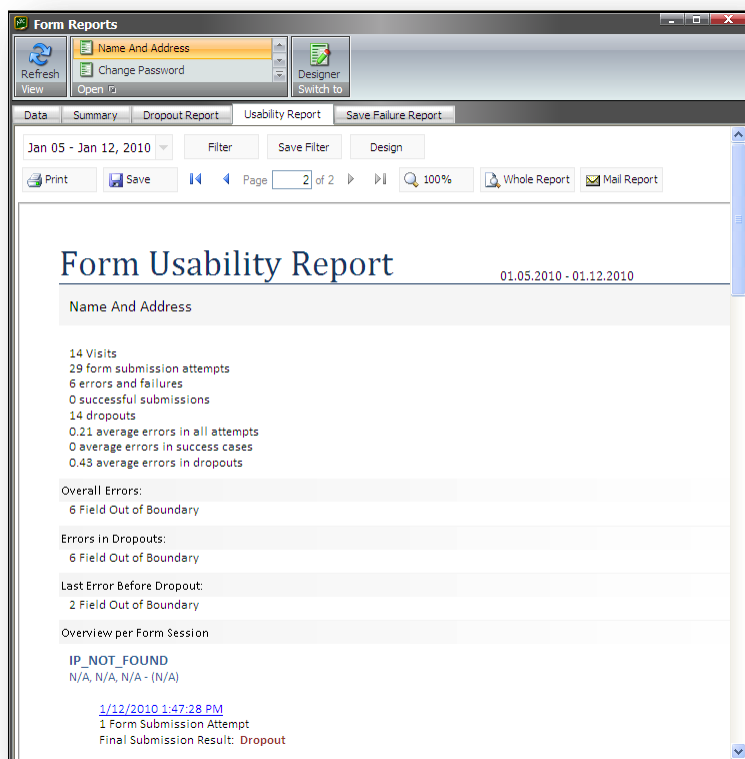 Form Reports
Name And Address
Change Password
Refresh
Designer
View
Open
Switch to
Data Summary Dropout Report Usability Report Save Failure Report
Jan 05 - Jan 12, 2010 Filter Save Filter Design
Print Save Page 2 of 2 100% Whole Report Mail Report
Form Usability Report
01.05.2010 - 01.12.2010
Name And Address
14 Visits
29 form submission attempts
6 errors and failures
0 successful submissions
14 dropouts
0.21 average errors in all attempts
0 average errors in success cases
0.43 average errors in dropouts
Overall Errors:
6 Field Out of Boundary
Errors in Dropouts:
6 Field Out of Boundary
Last Error Before Dropout:
2 Field Out of Boundary
Overview per Form Session
IP_NOT_FOUND
N/A, N/A, N/A - (N/A)
1/12/2010 1:47:28 PM
1 Form Submission Attempt
Final Submission Result: Dropout